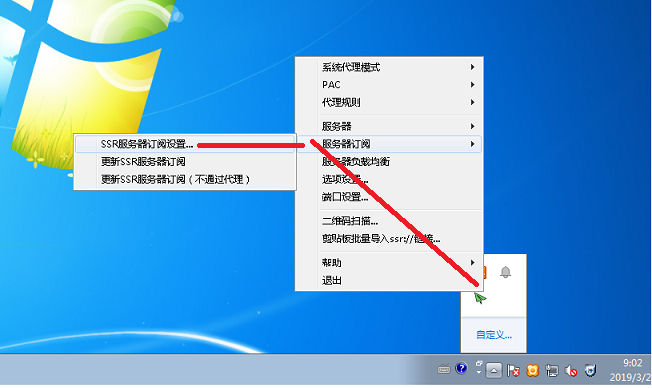 系统代理模式
PAC
代理规则
服务器
服务器订阅
服务器负载均衡
选项设置...
端口设置...
二维码扫描...
剪贴板批量导入ssr://链接...
帮助
退出
SSR服务器订阅设置...
更新SSR服务器订阅
更新SSR服务器订阅（不通过代理）
自定义...
9:02
2019/3/2